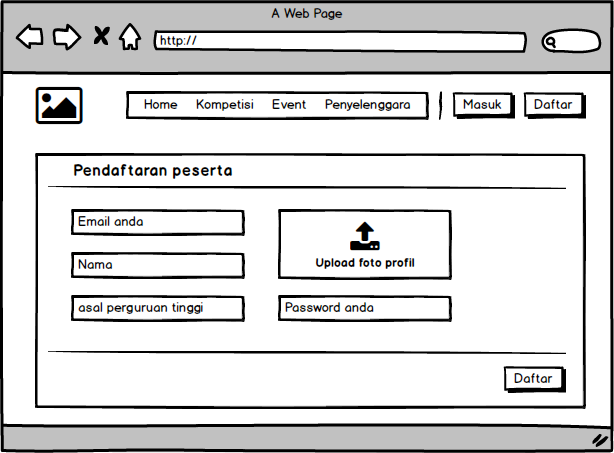 A Web Page
http://
Home Kompetisi Event Penyelenggara Masuk Daftar
Pendaftaran peserta
Email anda
Nama
Upload foto profil
asal perguruan tinggi
Password anda
Daftar